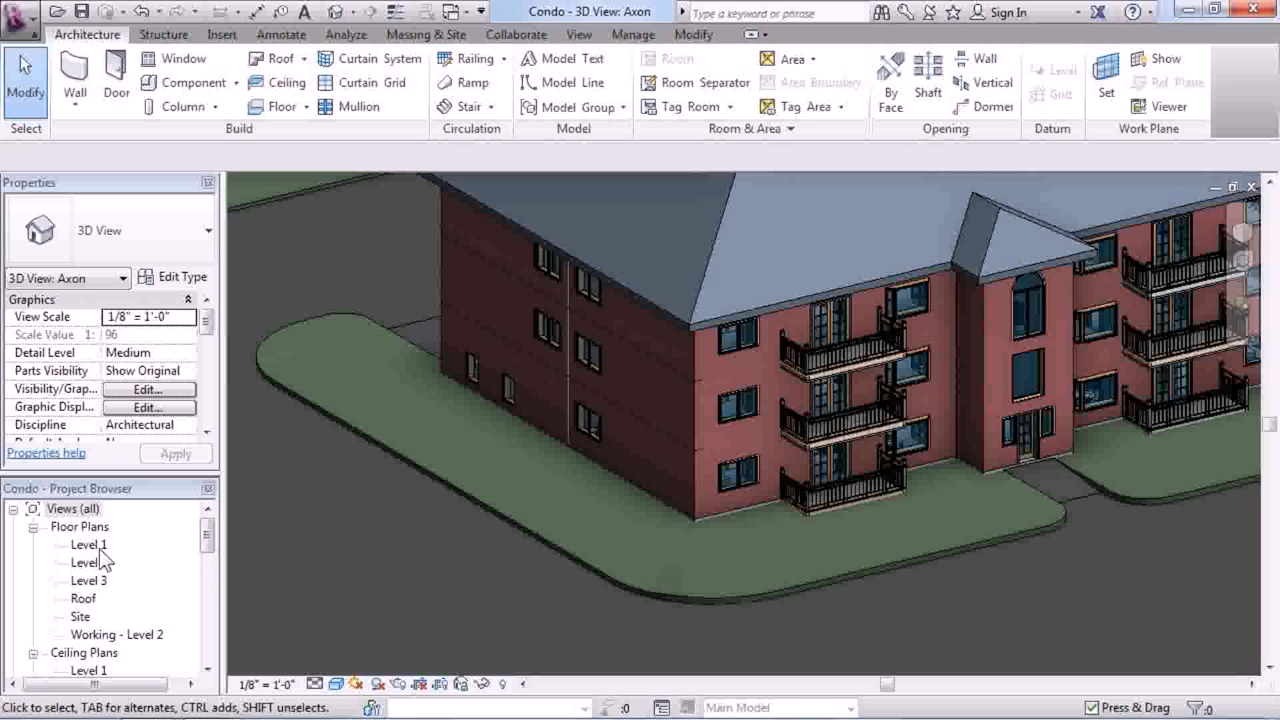 Condo - 3D View: Axon
Type a keyword or phrase
Sign In
Architecture Structure Insert Annotate Analyze Massing & Site Collaborate View Manage Modify
Modify
Wall
Door
Window
Component
Column
Roof
Ceiling
Floor
Curtain System
Curtain Grid
Mullion
Railing
Ramp
Stair
Model Text
Model Line
Model Group
Room
Room Separator
Tag Room
Area
Area Boundary
Tag Area
By Face
Shaft
Wall
Vertical
Dormer
Level
Grid
Set
Show
Ref Plane
Viewer
Select Build Circulation Model Room & Area Opening Datum Work Plane
Properties
3D View
3D View: Axon Edit Type
Graphics
View Scale 1/8" = 1'-0"
Scale Value 1: 96
Detail Level Medium
Parts Visibility Show Original
Visibility/Grap... Edit...
Graphic Displ... Edit...
Discipline Architectural
Properties help Apply
Condo - Project Browser
Views (all)
Floor Plans
Level 1
Level
Level 3
Roof
Site
Working - Level 2
Ceiling Plans
Level 1
1/8" = 1'-0"
Click to select, TAB for alternates, CTRL adds, SHIFT unselects. :0 Main Model Press & Drag :0